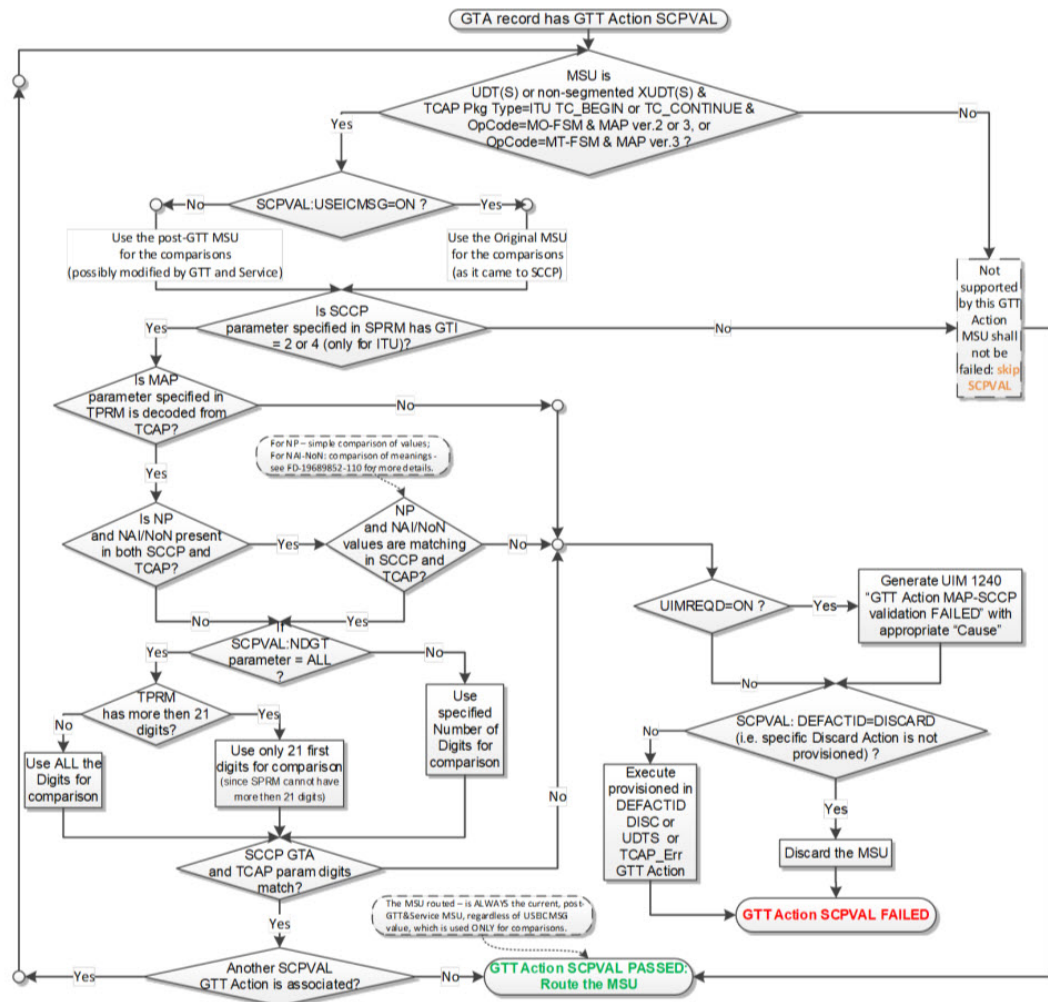 GTA record has GTT Action SCPVAL
MSU is
UDT(S) or non-segmented XUDT(S) &
TCAP Pkg Type=ITU TC_BEGIN or TC_CONTINUE &
OpCode=MO-FSM & MAP ver.2 or 3, or
OpCode=MT-FSM & MAP ver.3 ?
Yes
No
SCPVAL:USEICMSG=ON ?
No
Yes
Use the post-GTT MSU
for the comparisons
(possibly modified by GTT and Service)
Use the Original MSU
for the comparisons
(as it came to SCCP)
Not
supported
by this GTT
Action
MSU shall
not be
failed: skip
SCPVAL
Is SCCP
parameter specified in SPRM has GTI
= 2 or 4 (only for ITU)?
Yes
No
Is MAP
parameter specified in
TPRM is decoded from
TCAP?
No
Yes
For NP – simple comparison of values;
For NAI-NoN: comparison of meanings -
see FD-19689852-110 for more details.
Is NP
and NAI/NoN present
in both SCCP and
TCAP?
Yes
NP
and NAI/NoN
values are matching
in SCCP and
TCAP?
No
No
Yes
UIMREQD=ON ?
Yes
Generate UIM 1240
"GTT Action MAP-SCCP
validation FAILED" with
appropriate "Cause"
No
If
SCPVAL:NDGT
parameter = ALL
?
Yes
No
TPRM
has more then 21
digits?
No
Yes
Use ALL the
Digits for
comparison
Use only 21 first
digits for comparison
(since SPRM cannot have
more then 21 digits)
Use
specified
Number of
Digits for
comparison
No
SCPVAL: DEFACTID=DISCARD
(i.e. specific Discard Action is not
provisioned) ?
No
Yes
Execute
provisioned in
DEFACTID
DISC or
UDTS or
TCAP_Err
GTT Action
Discard the MSU
GTT Action SCPVAL FAILED
SCCP GTA
and TCAP param digits
match?
Yes
The MSU routed – is ALWAYS the current, post-
GTT&Service MSU, regardless of USEICMSG
value, which is used ONLY for comparisons.
Another SCPVAL
GTT Action is associated?
Yes
No
GTT Action SCPVAL PASSED:
Route the MSU